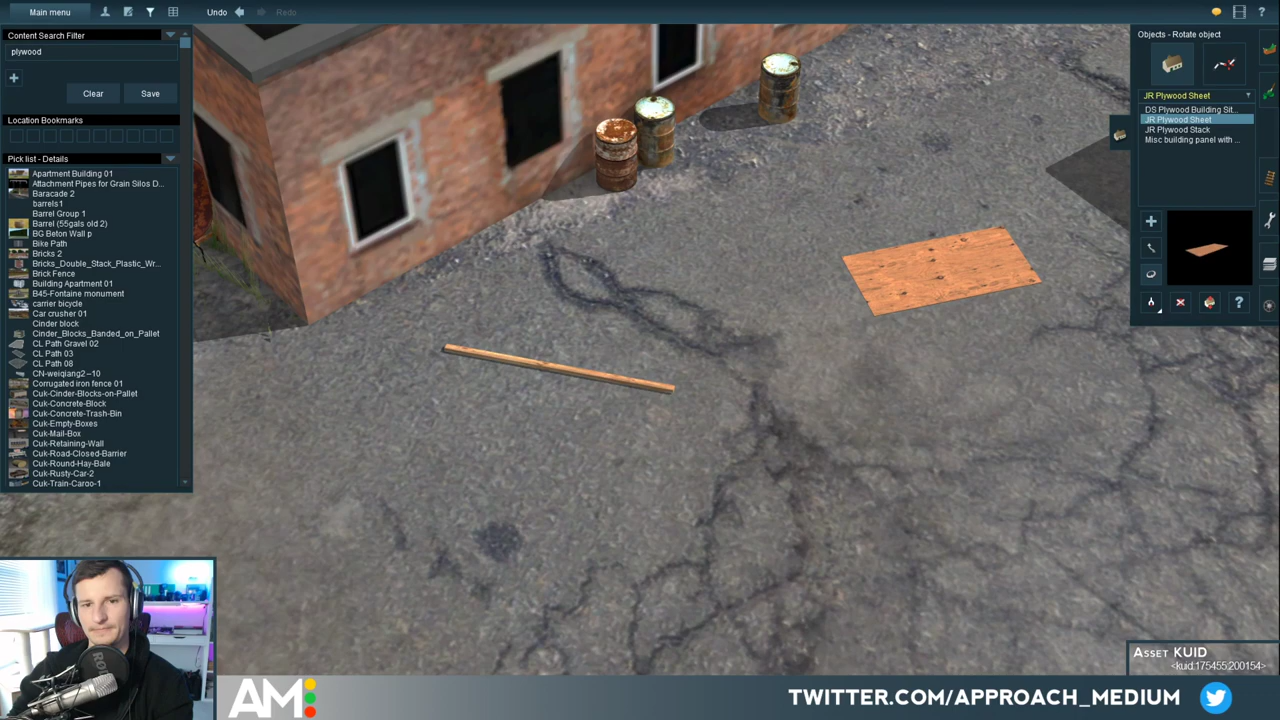 Main menu
Undo
Redo
Content Search Filter
plywood
Clear
Save
Location Bookmarks
Pick list - Details
Apartment Building 01
Attachment Pipes for Grain Silos D...
Baracade 2
barrels1
Barrel Group 1
Barrel (55gals old 2)
BG Beton Wall p
Bike Path
Bricks 2
Bricks_Double_Stack_Plastic_Wr...
Brick Fence
Building Apartment 01
B45-Fontaine monument
carrier bicycle
Car crusher 01
Cinder block
Cinder_Blocks_Banded_on_Pallet
CL Path Gravel 02
CL Path 03
CL Path 08
CN-weiqiang2--10
Corrugated iron fence 01
Cuk-Cinder-Blocks-on-Pallet
Cuk-Concrete-Block
Cuk-Concrete-Trash-Bin
Cuk-Empty-Boxes
Cuk-Mail-Box
Cuk-Retaining-Wall
Cuk-Road-Closed-Barrier
Cuk-Round-Hay-Bale
Cuk-Rusty-Car-2
Cuk-Train-Cargo-1
Objects - Rotate object
JR Plywood Sheet
DS Plywood Building Sit...
JR Plywood Sheet
JR Plywood Stack
Misc building panel with ...
?
ASSET KUID
<kuid:175455:200154>
AM
TWITTER.COM/APPROACH_MEDIUM